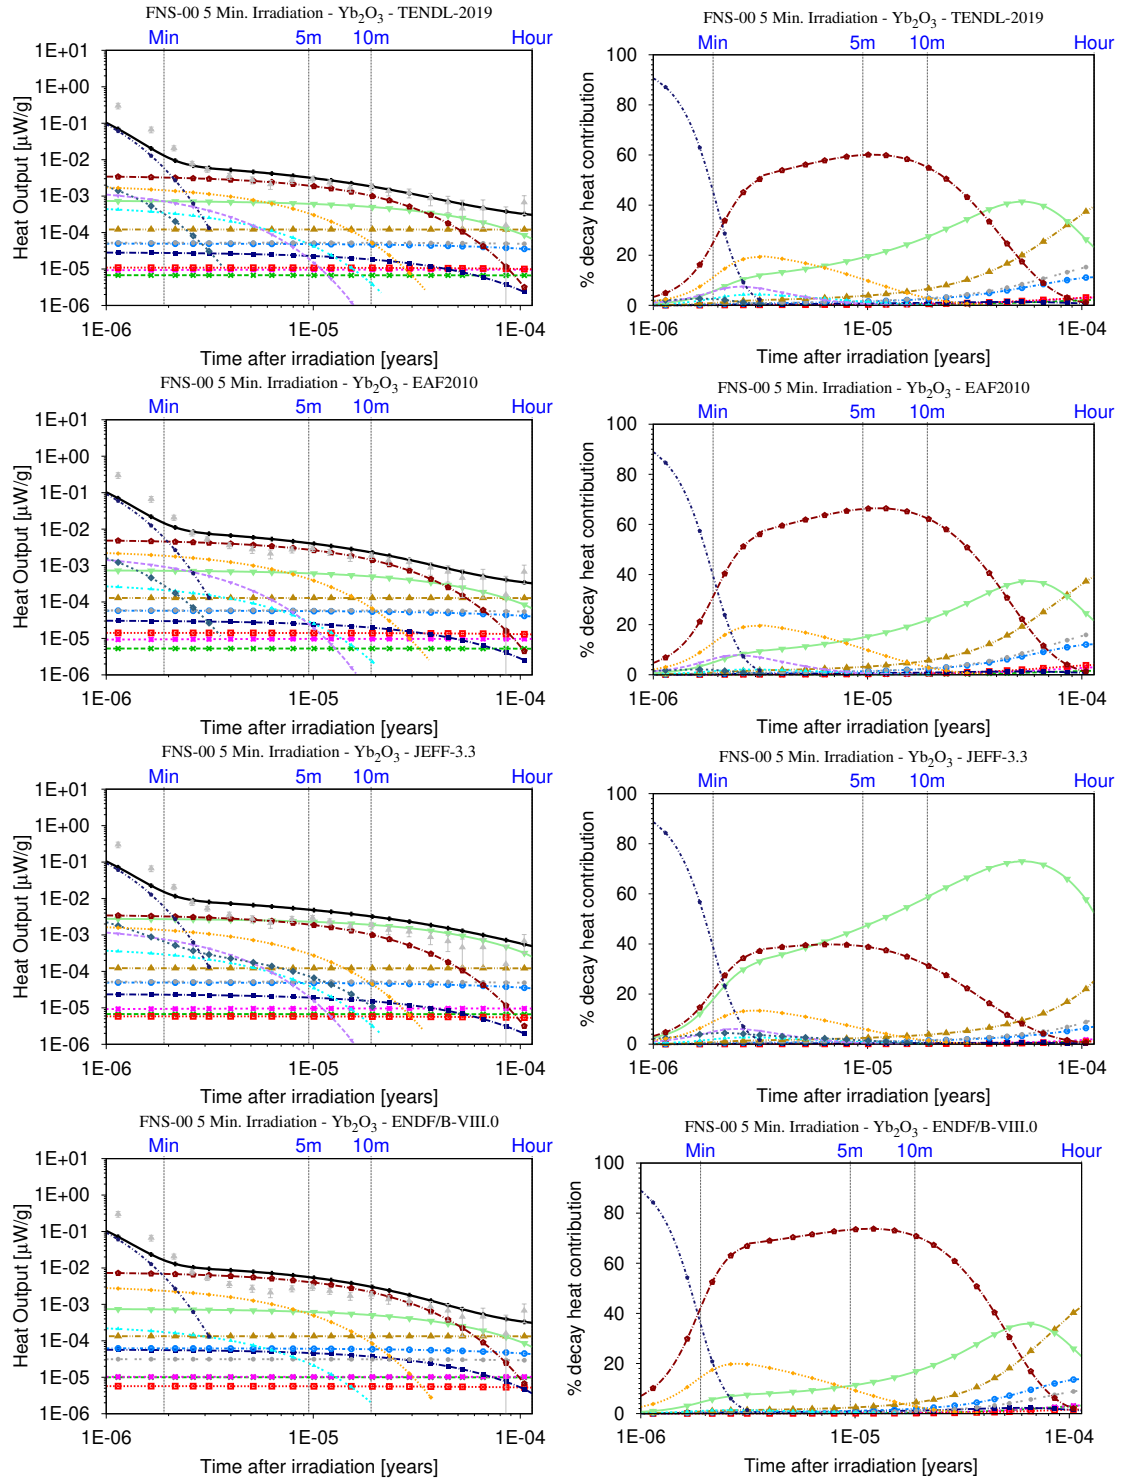 FNS-00 5 Min. Irradiation - Yb2O3 - TENDL-2019
Min 5m 10m Hour
1E+01
1E+00
1E-01
1E-02
1E-03
1E-04
1E-05
1E-06
Heat Output [µW/g]
1E-06 1E-05 1E-04
Time after irradiation [years]
FNS-00 5 Min. Irradiation - Yb2O3 - TENDL-2019
Min 5m 10m Hour
100
80
60
40
20
0
% decay heat contribution
1E-06 1E-05 1E-04
Time after irradiation [years]
FNS-00 5 Min. Irradiation - Yb2O3 - EAF2010
Min 5m 10m Hour
1E+01
1E+00
1E-01
1E-02
1E-03
1E-04
1E-05
1E-06
Heat Output [µW/g]
1E-06 1E-05 1E-04
Time after irradiation [years]
FNS-00 5 Min. Irradiation - Yb2O3 - EAF2010
Min 5m 10m Hour
100
80
60
40
20
0
% decay heat contribution
1E-06 1E-05 1E-04
Time after irradiation [years]
FNS-00 5 Min. Irradiation - Yb2O3 - JEFF-3.3
Min 5m 10m Hour
1E+01
1E+00
1E-01
1E-02
1E-03
1E-04
1E-05
1E-06
Heat Output [µW/g]
1E-06 1E-05 1E-04
Time after irradiation [years]
FNS-00 5 Min. Irradiation - Yb2O3 - JEFF-3.3
Min 5m 10m Hour
100
80
60
40
20
0
% decay heat contribution
1E-06 1E-05 1E-04
Time after irradiation [years]
FNS-00 5 Min. Irradiation - Yb2O3 - ENDF/B-VIII.0
Min 5m 10m Hour
1E+01
1E+00
1E-01
1E-02
1E-03
1E-04
1E-05
1E-06
Heat Output [µW/g]
1E-06 1E-05 1E-04
Time after irradiation [years]
FNS-00 5 Min. Irradiation - Yb2O3 - ENDF/B-VIII.0
Min 5m 10m Hour
100
80
60
40
20
0
% decay heat contribution
1E-06 1E-05 1E-04
Time after irradiation [years]